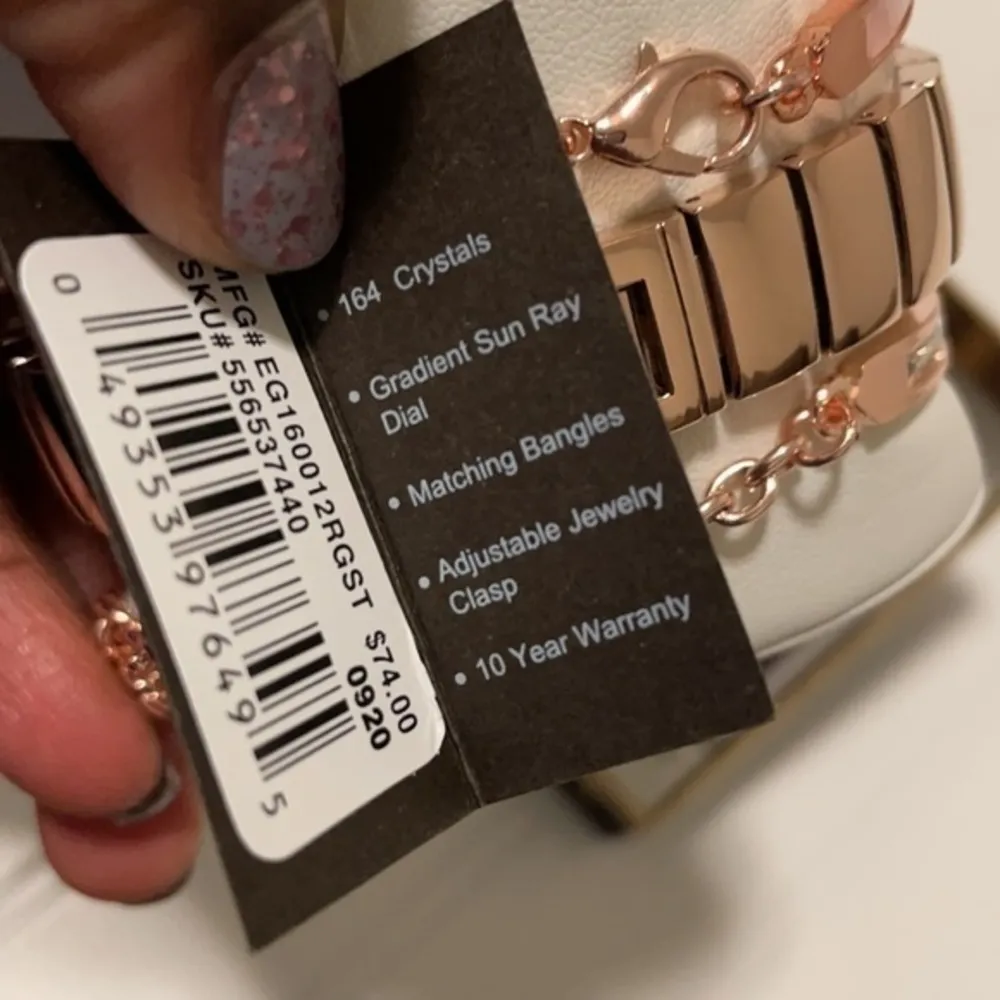 MFG# EG160012RGST $74.00
SKU# 556537440 0920
0 49353 97649 5
• 164 Crystals
• Gradient Sun Ray
Dial
• Matching Bangles
• Adjustable Jewelry
Clasp
• 10 Year Warranty